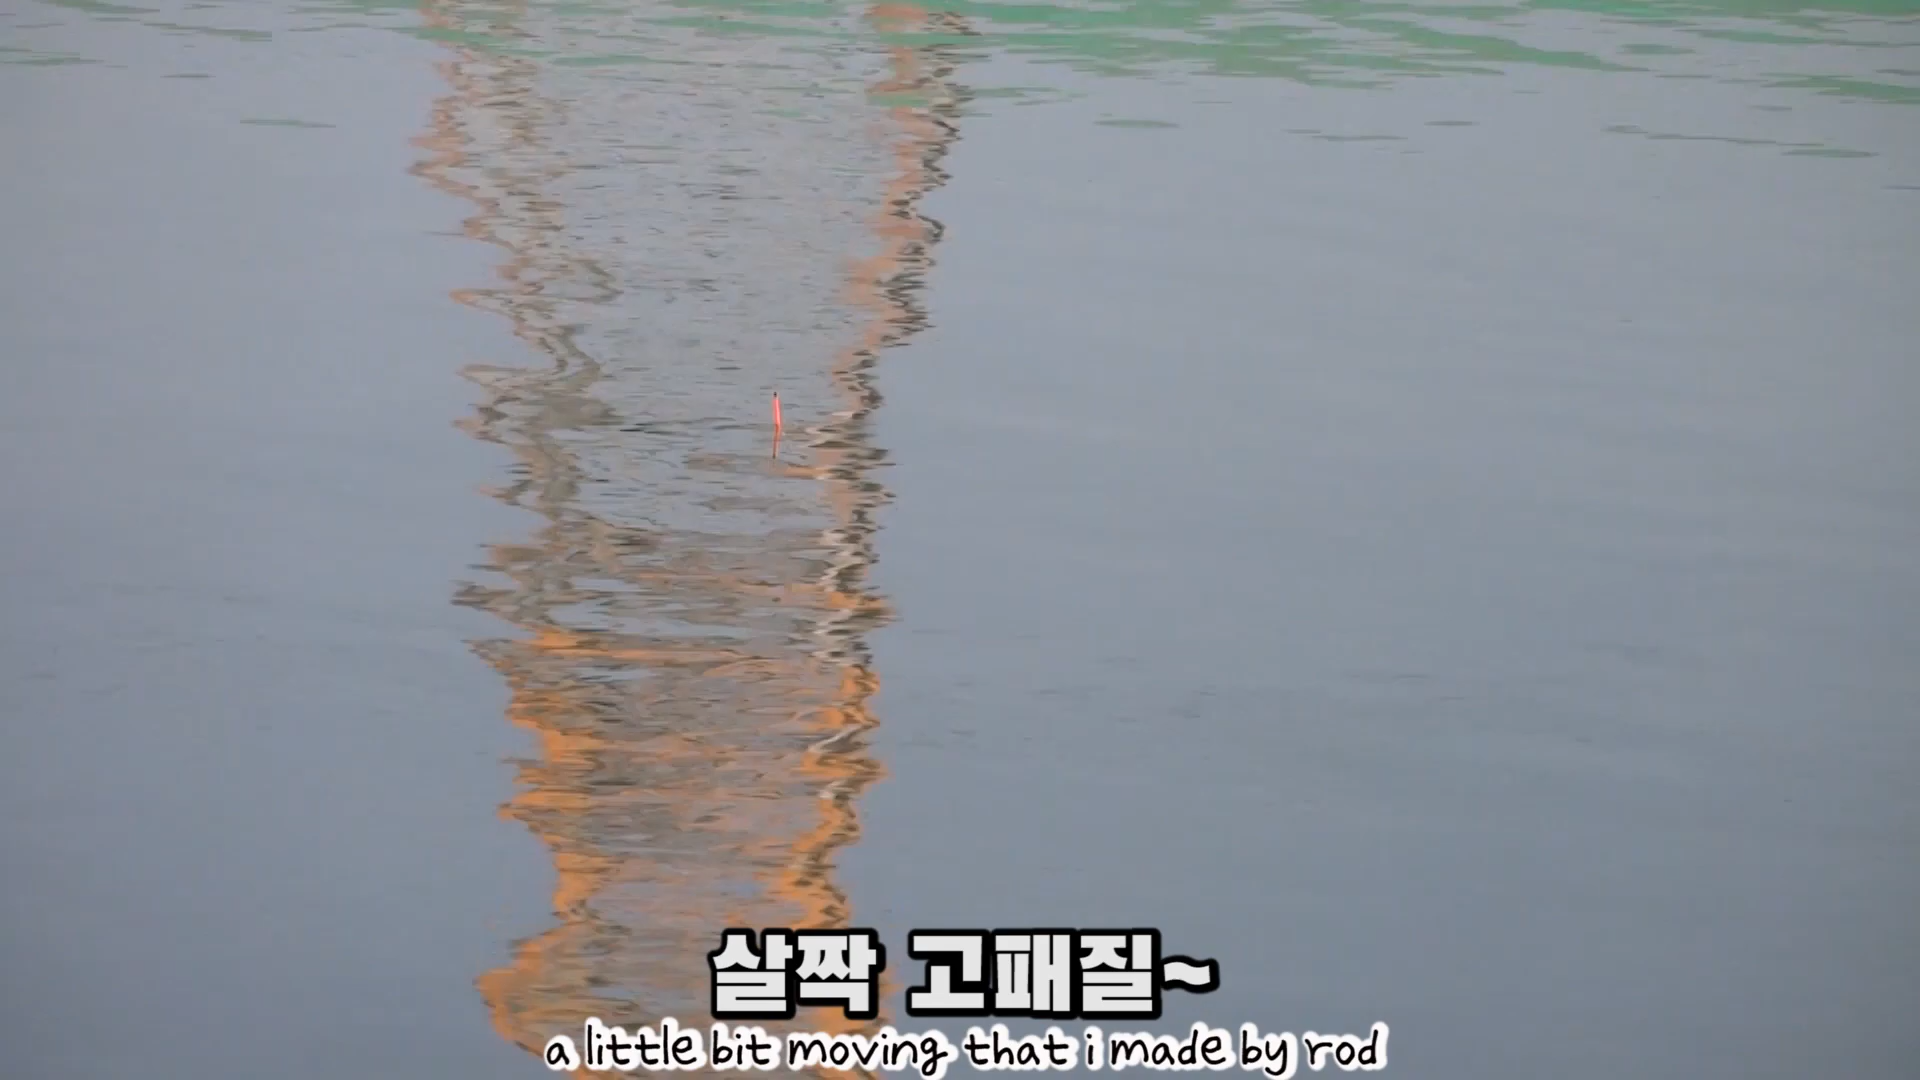 살짝 고패질~
a little bit moving that i made by rod